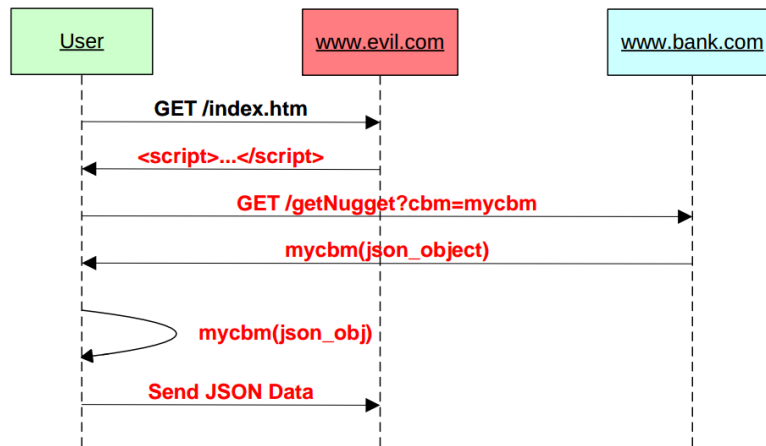 User
www.evil.com
www.bank.com
GET /index.htm
<script>...</script>
GET /getNugget?cbm=mycbm
mycbm(json_object)
mycbm(json_obj)
Send JSON Data